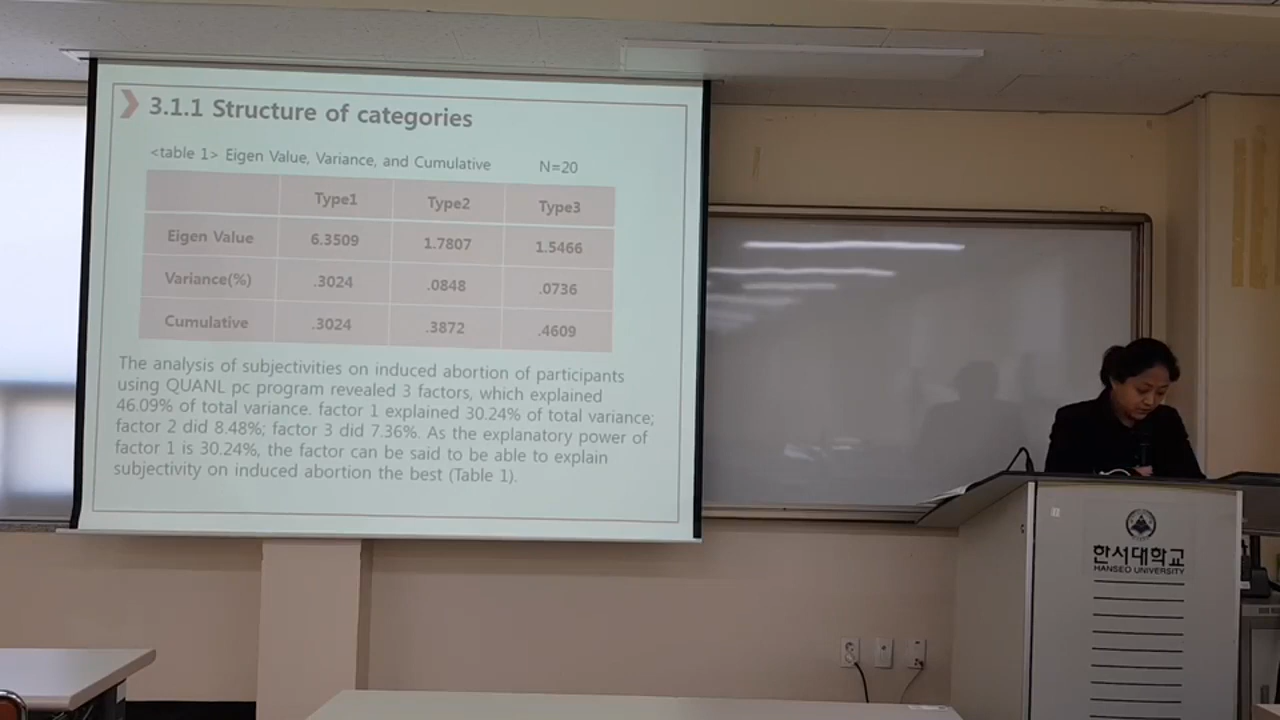 3.1.1 Structure of categories
<table 1> Eigen Value, Variance, and Cumulative N=20
Type1 Type2 Type3
Eigen Value 6.3509 1.7807 1.5466
Variance(%) .3024 .0848 .0736
Cumulative .3024 .3872 .4609
The analysis of subjectivities on induced abortion of participants
using QUANL pc program revealed 3 factors, which explained
46.09% of total variance. factor 1 explained 30.24% of total variance;
factor 2 did 8.48%; factor 3 did 7.36%. As the explanatory power of
factor 1 is 30.24%, the factor can be said to be able to explain
subjectivity on induced abortion the best (Table 1).
한서대학교
HANSEO UNIVERSITY